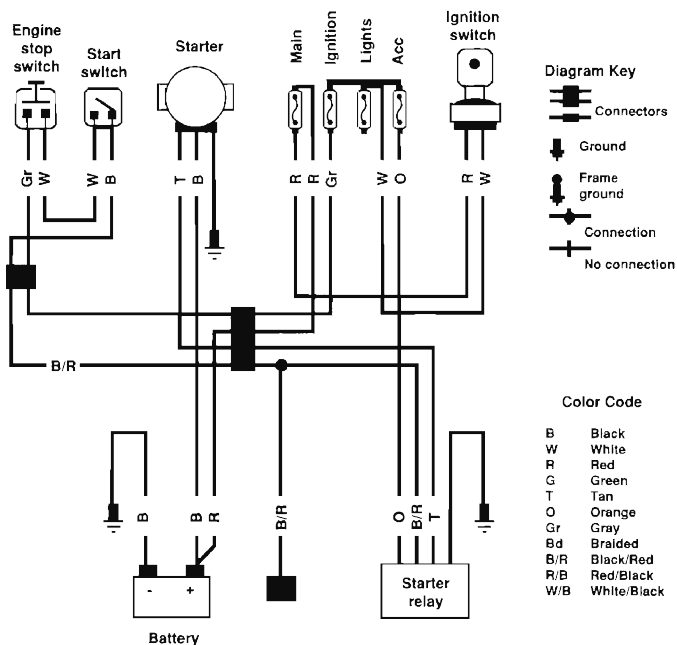 Engine
stop
switch
Start
switch
Starter
Main
Ignition
Lights
Acc
Ignition
switch
Diagram Key
Connectors
Ground
Frame
ground
Connection
No connection
Gr
W
W
B
T
B
R
R
Gr
W
O
R
W
B/R
B
B
R
B/R
O
B/R
T
-
+
Battery
Starter
relay
Color Code
B Black
W White
R Red
G Green
T Tan
O Orange
Gr Gray
Bd Braided
B/R Black/Red
R/B Red/Black
W/B White/Black